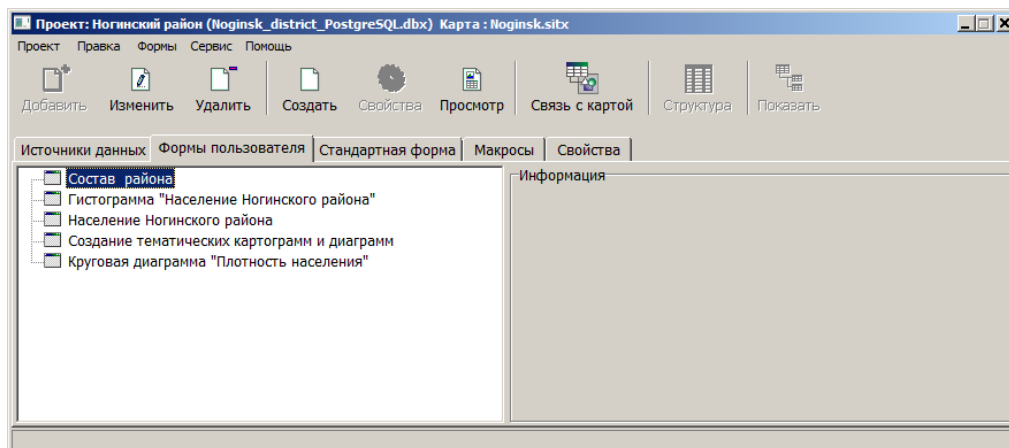 Проект: Ногинский район (Noginsk_district_PostgreSQL.dbx) Карта : Noginsk.sitx
Проект Правка Формы Сервис Помощь
Добавить Изменить Удалить Создать Свойства Просмотр Связь с картой Структура Показать
Источники данных Формы пользователя Стандартная форма Макросы Свойства
Состав района
Гистограмма "Население Ногинского района"
Население Ногинского района
Создание тематических картограмм и диаграмм
Круговая диаграмма "Плотность населения"
Информация